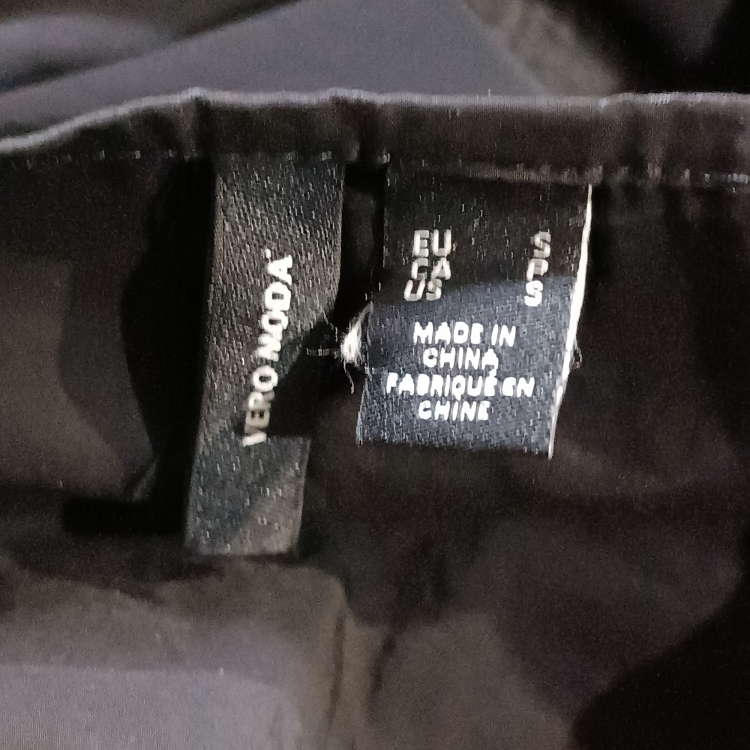 VERO MODA
EU S
CA P
US S
MADE IN
CHINA
FABRIQUÉ EN
CHINE